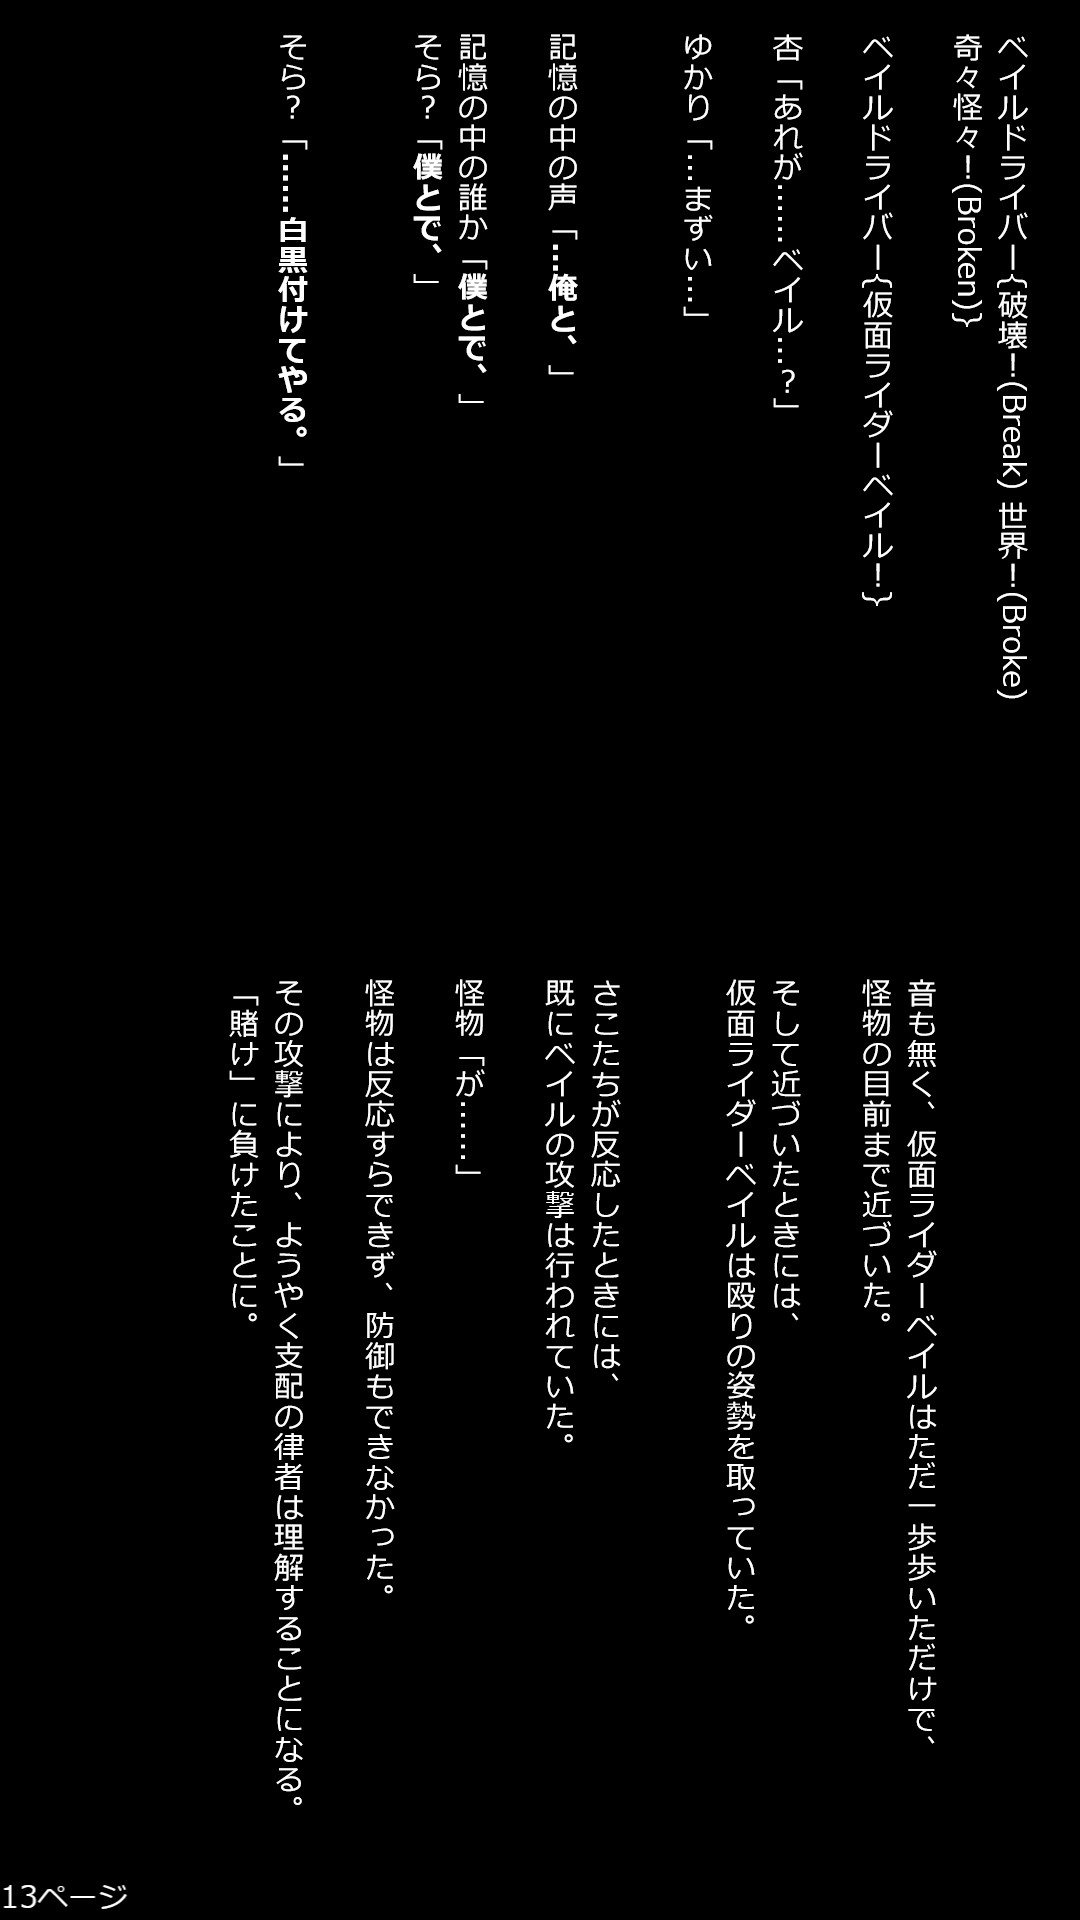 ベイルドライバー{破壊！(Break) 世界！(Broke)
奇々怪々！(Broken)}
ベイルドライバー{仮面ライダーベイル！}
杏「あれが……ベイル…？」
ゆかり「…まずい…」
記憶の中の声「…俺と、」
記憶の中の誰か「僕とで、」
そら？「僕とで、」
そら？「……白黒付けてやる。」
音も無く、仮面ライダーベイルはただ一歩歩いただけで、
怪物の目前まで近づいた。
そして近づいたときには、
仮面ライダーベイルは殴りの姿勢を取っていた。
さこたちが反応したときには、
既にベイルの攻撃は行われていた。
怪物「が……」
怪物は反応すらできず、防御もできなかった。
その攻撃により、ようやく支配の律者は理解することになる。
「賭け」に負けたことに。
13ページ